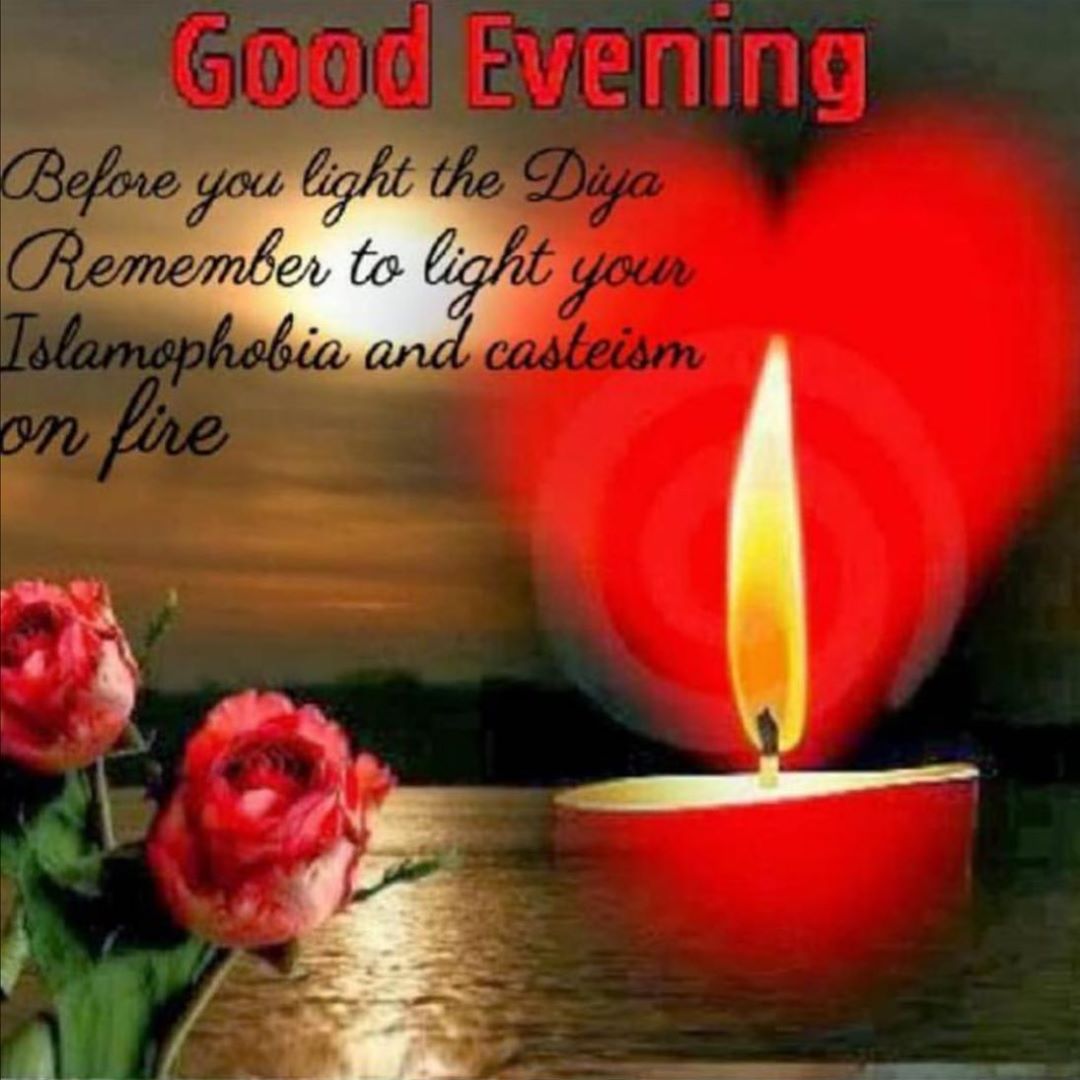 Good Evening
Before you light the Diya
Remember to light your
Islamophobia and casteism
on fire